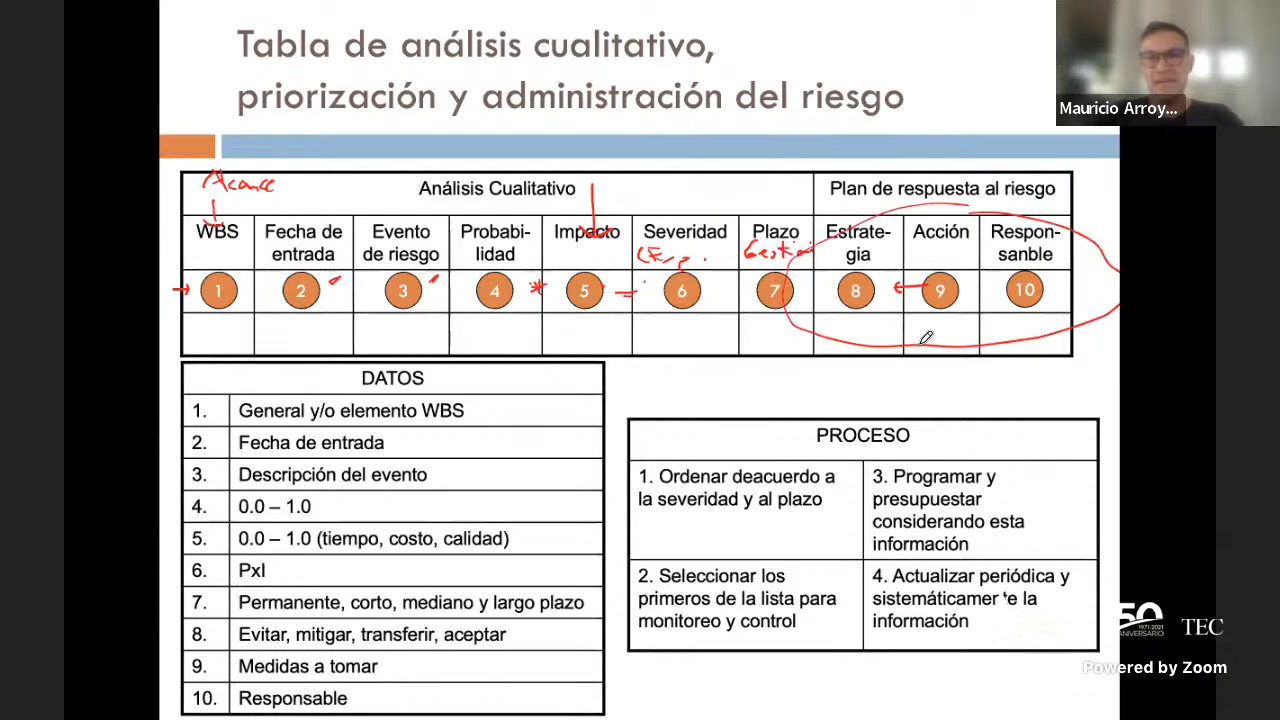 Tabla de análisis cualitativo,
priorización y administración del riesgo
Mauricio Arroy...
Alcance
Análisis Cualitativo
Plan de respuesta al riesgo
WBS
Fecha de
entrada
Evento
de riesgo
Probabi-
lidad
Impacto
Severidad
Plazo
Estrate-
gia
Acción
Respon-
sanble
Gestion
1
2
3
4
*
5
=
6
7
8
9
10
DATOS
1. General y/o elemento WBS
2. Fecha de entrada
3. Descripción del evento
4. 0.0 – 1.0
5. 0.0 – 1.0 (tiempo, costo, calidad)
6. PxI
7. Permanente, corto, mediano y largo plazo
8. Evitar, mitigar, transferir, aceptar
9. Medidas a tomar
10. Responsable
PROCESO
1. Ordenar deacuerdo a
la severidad y al plazo
3. Programar y
presupuestar
considerando esta
información
2. Seleccionar los
primeros de la lista para
monitoreo y control
4. Actualizar periódica y
sistemáticamente la
información
50
1971-2021
ANIVERSARIO
TEC
Powered by Zoom